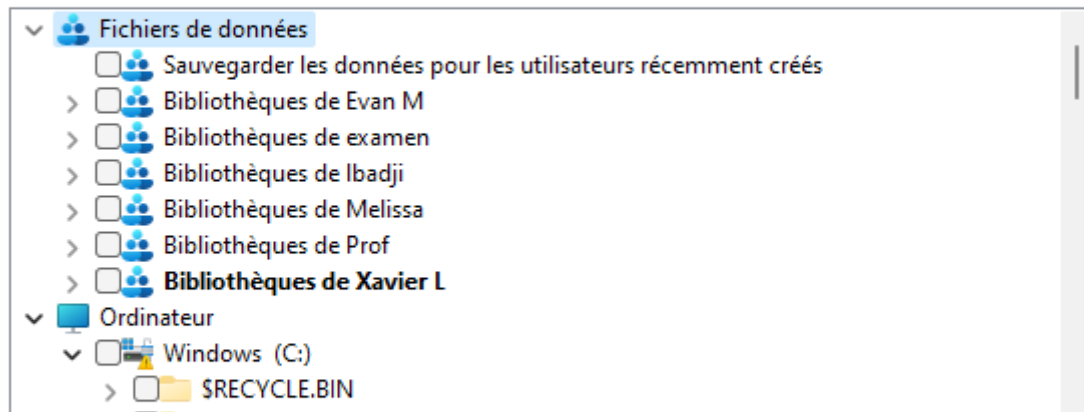 Fichiers de données
Sauvegarder les données pour les utilisateurs récemment créés
Bibliothèques de Evan M
Bibliothèques de examen
Bibliothèques de Ibadji
Bibliothèques de Melissa
Bibliothèques de Prof
Bibliothèques de Xavier L
Ordinateur
Windows (C:)
$RECYCLE.BIN